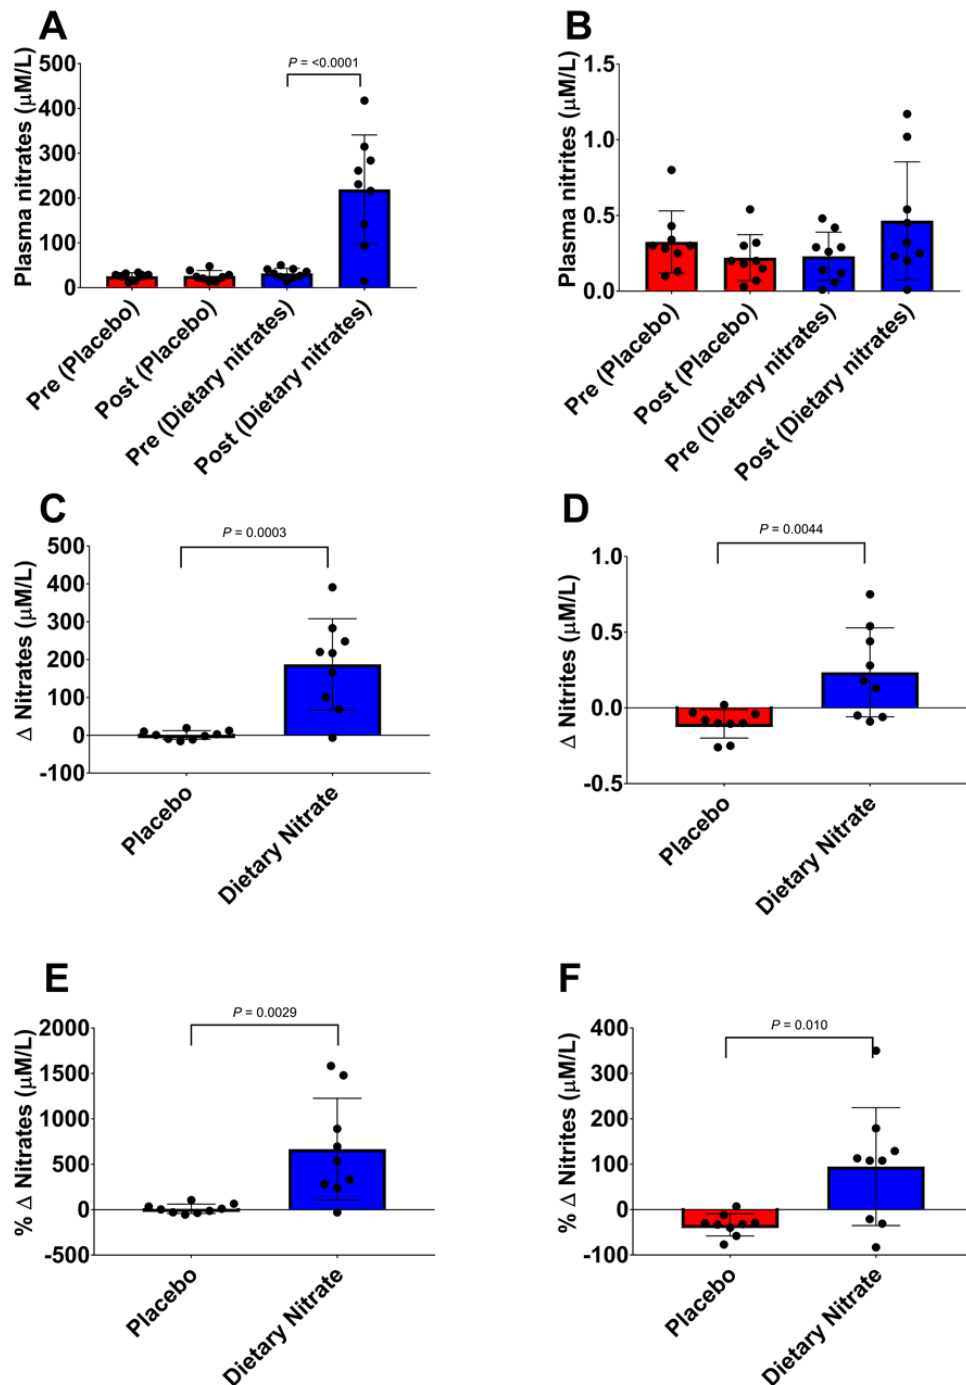 A
Plasma nitrates (μM/L)
500
400
300
200
100
0
P = <0.0001
Pre (Placebo)
Post (Placebo)
Pre (Dietary nitrates)
Post (Dietary nitrates)
B
Plasma nitrites (μM/L)
1.5
1.0
0.5
0.0
Pre (Placebo)
Post (Placebo)
Pre (Dietary nitrates)
Post (Dietary nitrates)
C
Δ Nitrates (μM/L)
500
400
300
200
100
0
-100
P = 0.0003
Placebo
Dietary Nitrate
D
Δ Nitrites (μM/L)
1.0
0.5
0.0
-0.5
P = 0.0044
Placebo
Dietary Nitrate
E
% Δ Nitrates (μM/L)
2000
1500
1000
500
0
-500
P = 0.0029
Placebo
Dietary Nitrate
F
% Δ Nitrites (μM/L)
400
300
200
100
0
-100
P = 0.010
Placebo
Dietary Nitrate